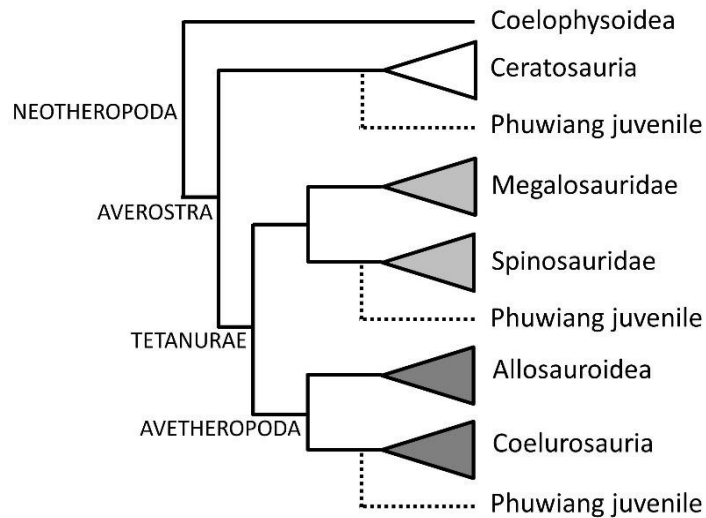 Coelophysoidea
Ceratosauria
NEOTHEROPODA
Phuwiang juvenile
Megalosauridae
AVEROSTRA
Spinosauridae
Phuwiang juvenile
TETANURAE
Allosauroidea
AVETHEROPODA
Coelurosauria
Phuwiang juvenile